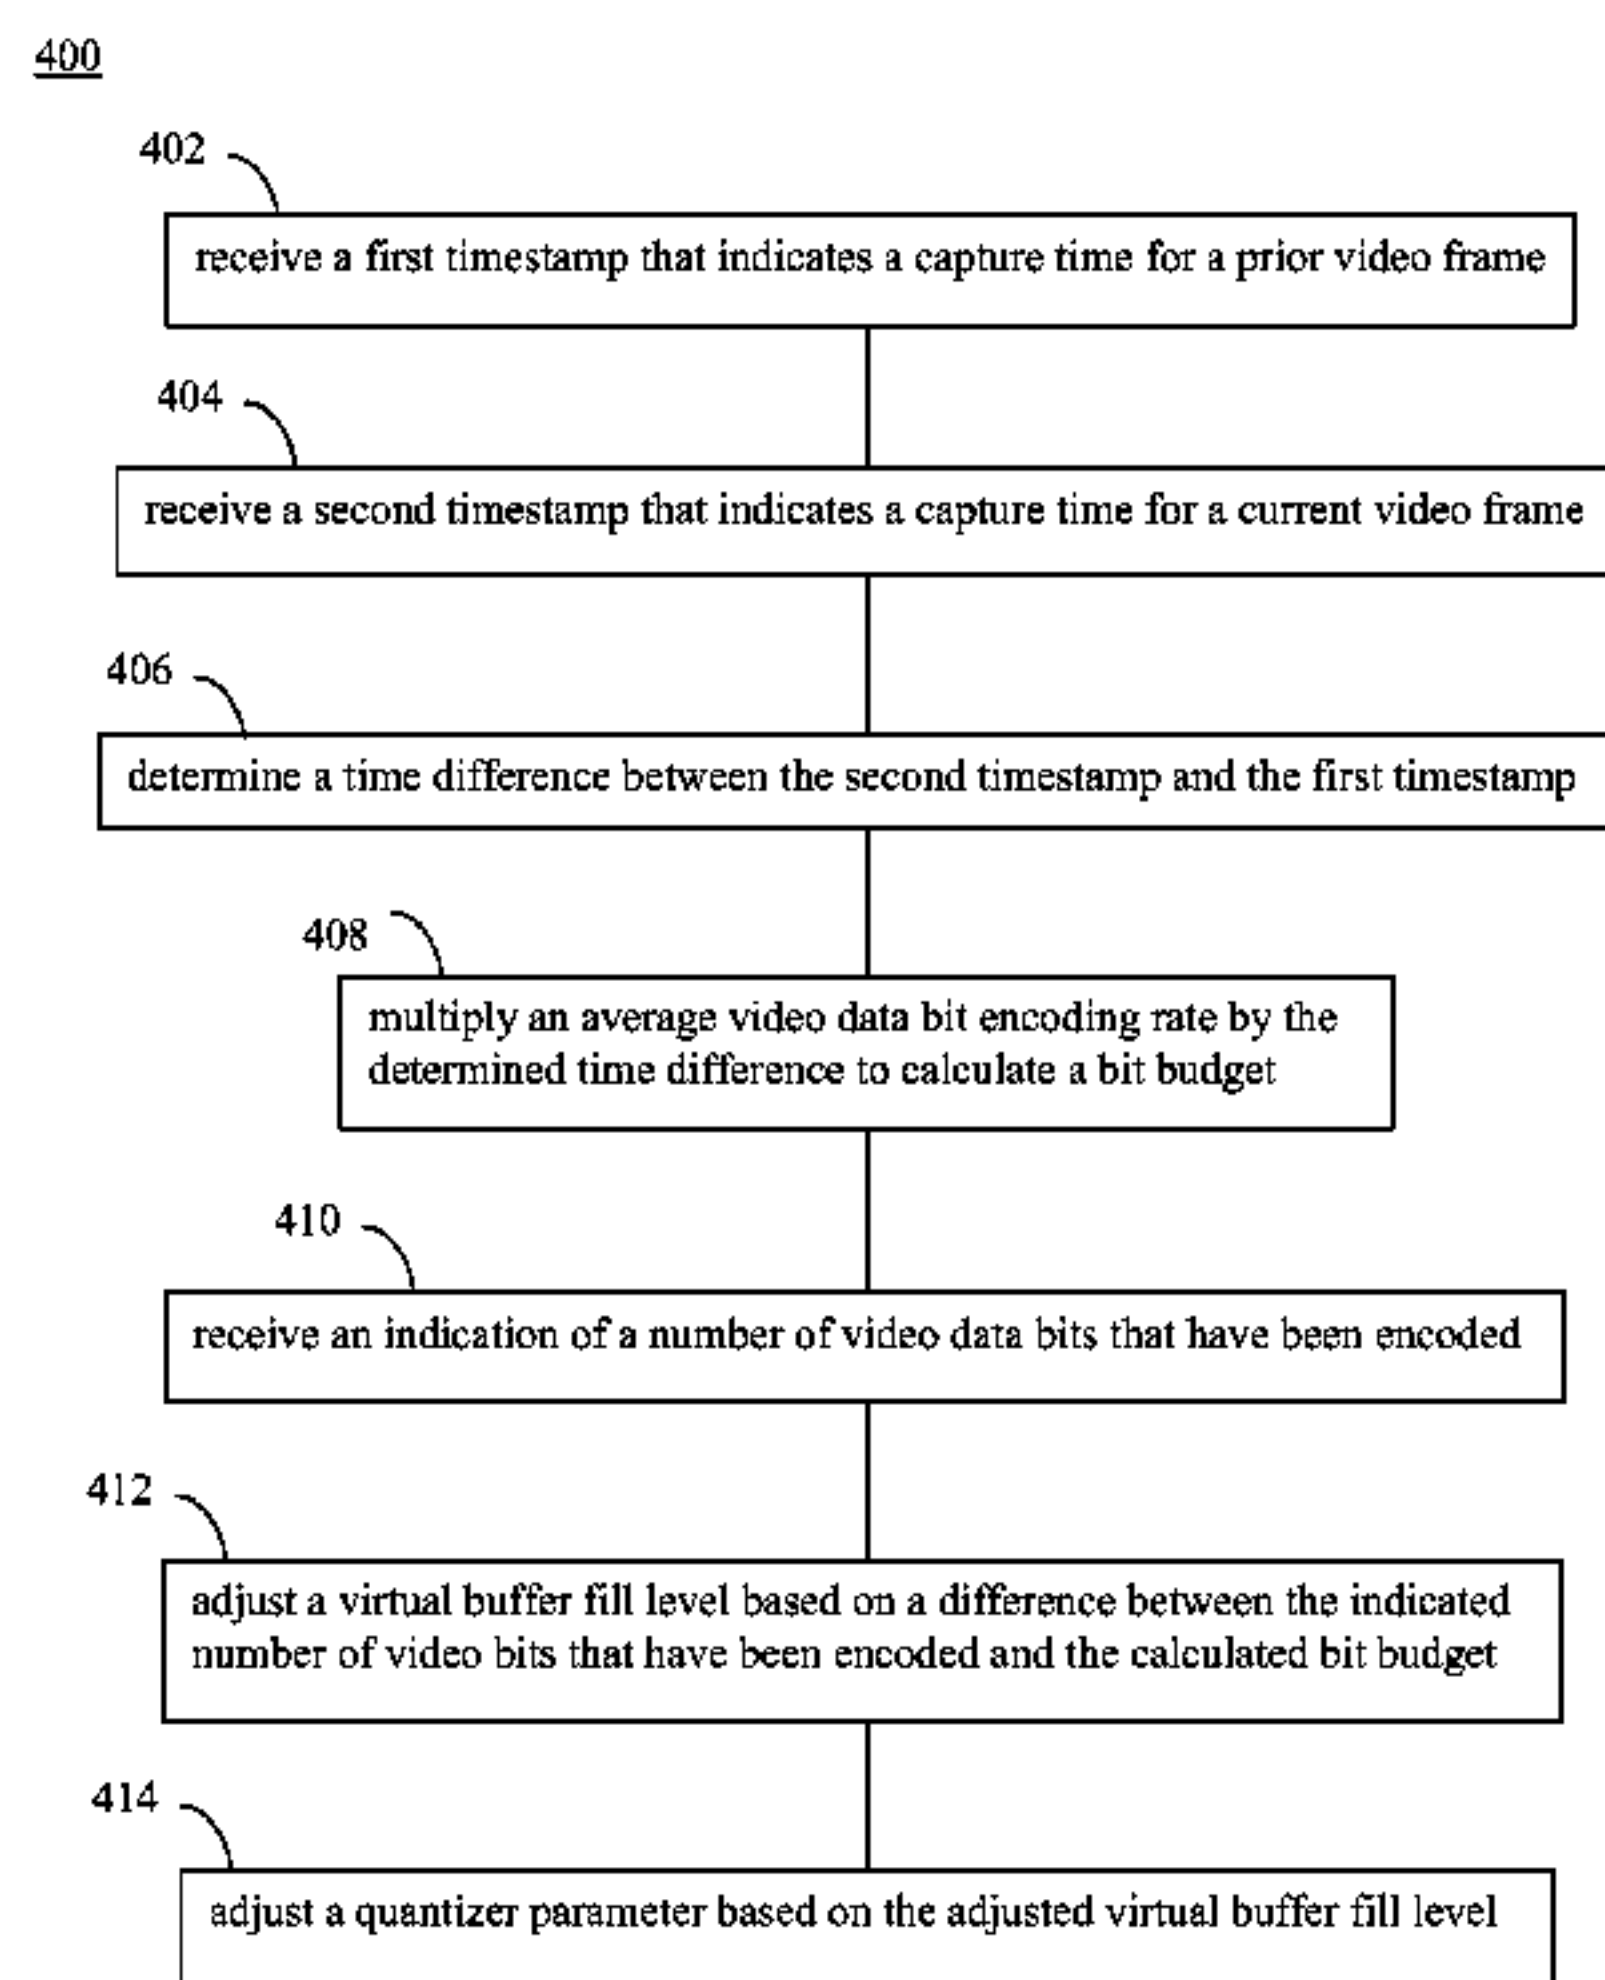 400
402
receive a first timestamp that indicates a capture time for a prior video frame
404
receive a second timestamp that indicates a capture time for a current video frame
406
determine a time difference between the second timestamp and the first timestamp
408
multiply an average video data bit encoding rate by the
determined time difference to calculate a bit budget
410
receive an indication of a number of video data bits that have been encoded
412
adjust a virtual buffer fill level based on a difference between the indicated
number of video bits that have been encoded and the calculated bit budget
414
adjust a quantizer parameter based on the adjusted virtual buffer fill level